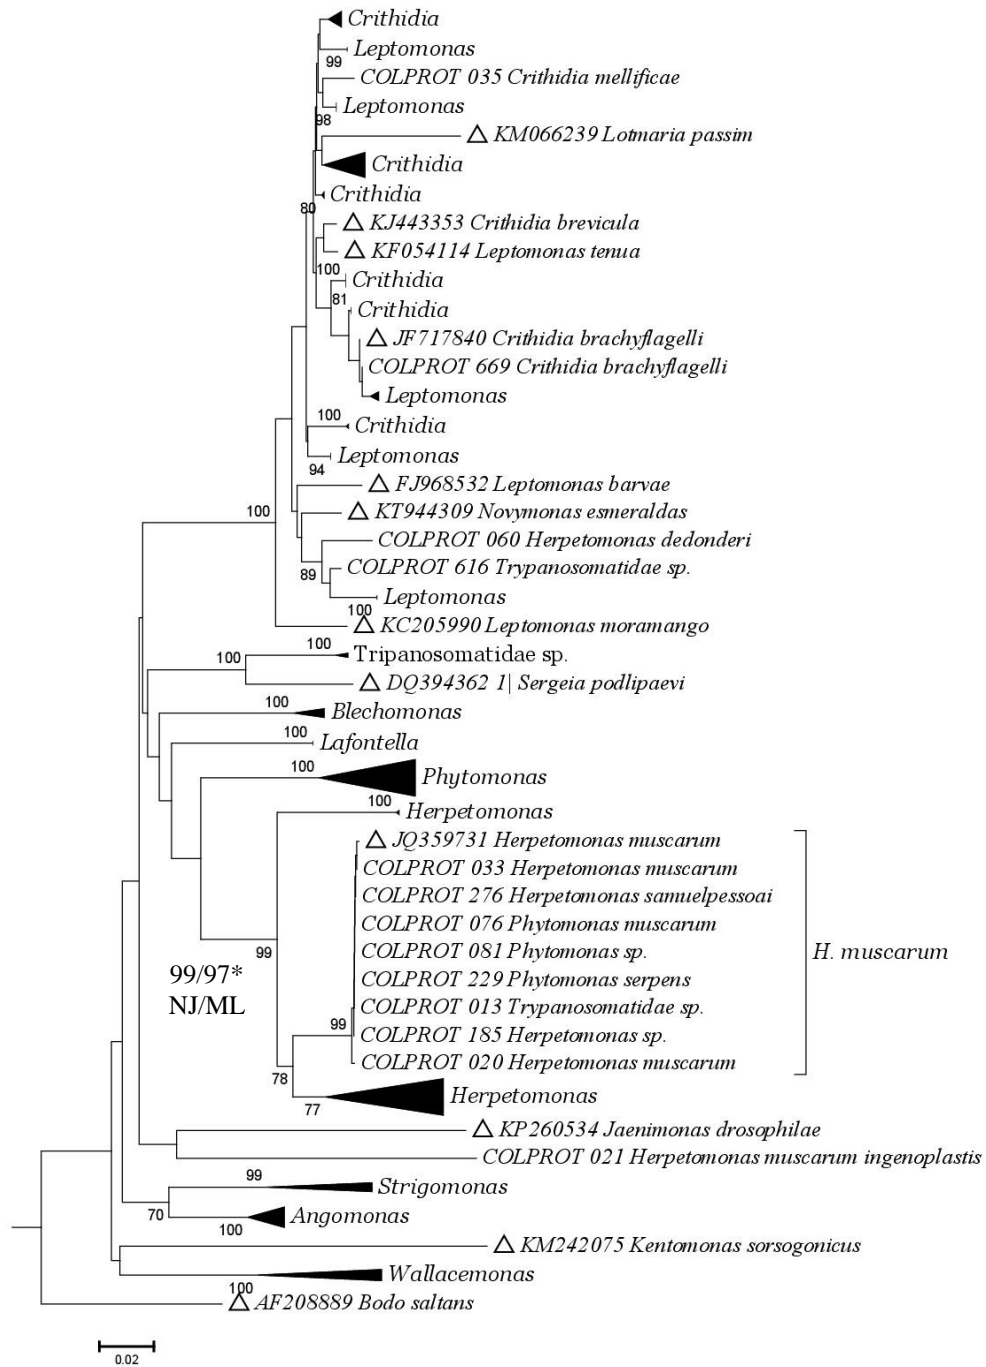 Crithidia
Leptomonas
99
COLPROT 035 Crithidia mellificae
Leptomonas
98
KM066239 Lotmaria passim
Crithidia
Crithidia
80
KJ443353 Crithidia brevicula
KF054114 Leptomonas tenua
100
Crithidia
81
Crithidia
JF717840 Crithidia brachyflagelli
COLPROT 669 Crithidia brachyflagelli
Leptomonas
100
Crithidia
Leptomonas
94
FJ968532 Leptomonas barvae
100
KT944309 Novymonas esmeraldas
COLPROT 060 Herpetomonas dedonderi
COLPROT 616 Trypanosomatidae sp.
89
Leptomonas
100
KC205990 Leptomonas moramango
100
Tripanosomatidae sp.
100
DQ394362 1| Sergeia podlipaevi
100
Blechomonas
100
Lafontella
100
Phytomonas
100
Herpetomonas
JQ359731 Herpetomonas muscarum
COLPROT 033 Herpetomonas muscarum
COLPROT 276 Herpetomonas samuelpessoai
COLPROT 076 Phytomonas muscarum
COLPROT 081 Phytomonas sp.
H. muscarum
99
COLPROT 229 Phytomonas serpens
99/97*
NJ/ML
COLPROT 013 Trypanosomatidae sp.
99
COLPROT 185 Herpetomonas sp.
COLPROT 020 Herpetomonas muscarum
78
Herpetomonas
77
KP260534 Jaenimonas drosophilae
COLPROT 021 Herpetomonas muscarum ingenoplastis
99
Strigomonas
70
Angomonas
100
KM242075 Kentomonas sorsogonicus
Wallacemonas
100
AF208889 Bodo saltans
0.02